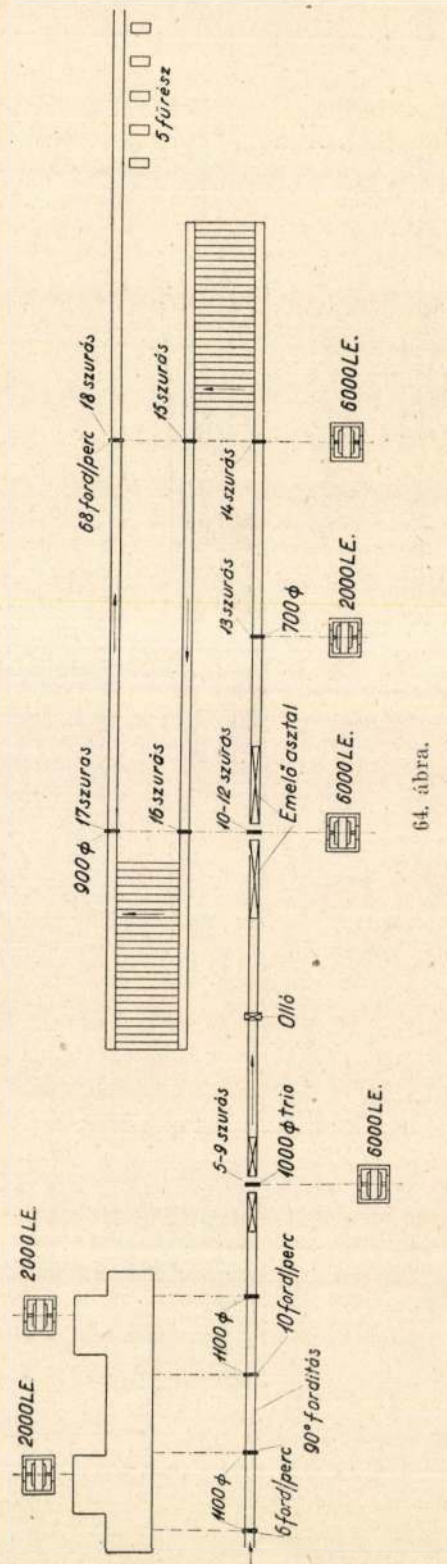 2000 LE.
2000 LE.
1100 φ
6 ford/perc
90° forditás
1100 φ
10 ford/perc
5-9 szurás
1000 φ trio
6000 LE.
Olló
Emelő asztal
10-12 szurás
6000 LE.
13 szurás
700 φ
2000 LE.
14 szurás
6000 LE.
15 szurás
16 szurás
900 φ
17 szuras
68 ford/perc
18 szurás
5 fűrész
64. ábra.